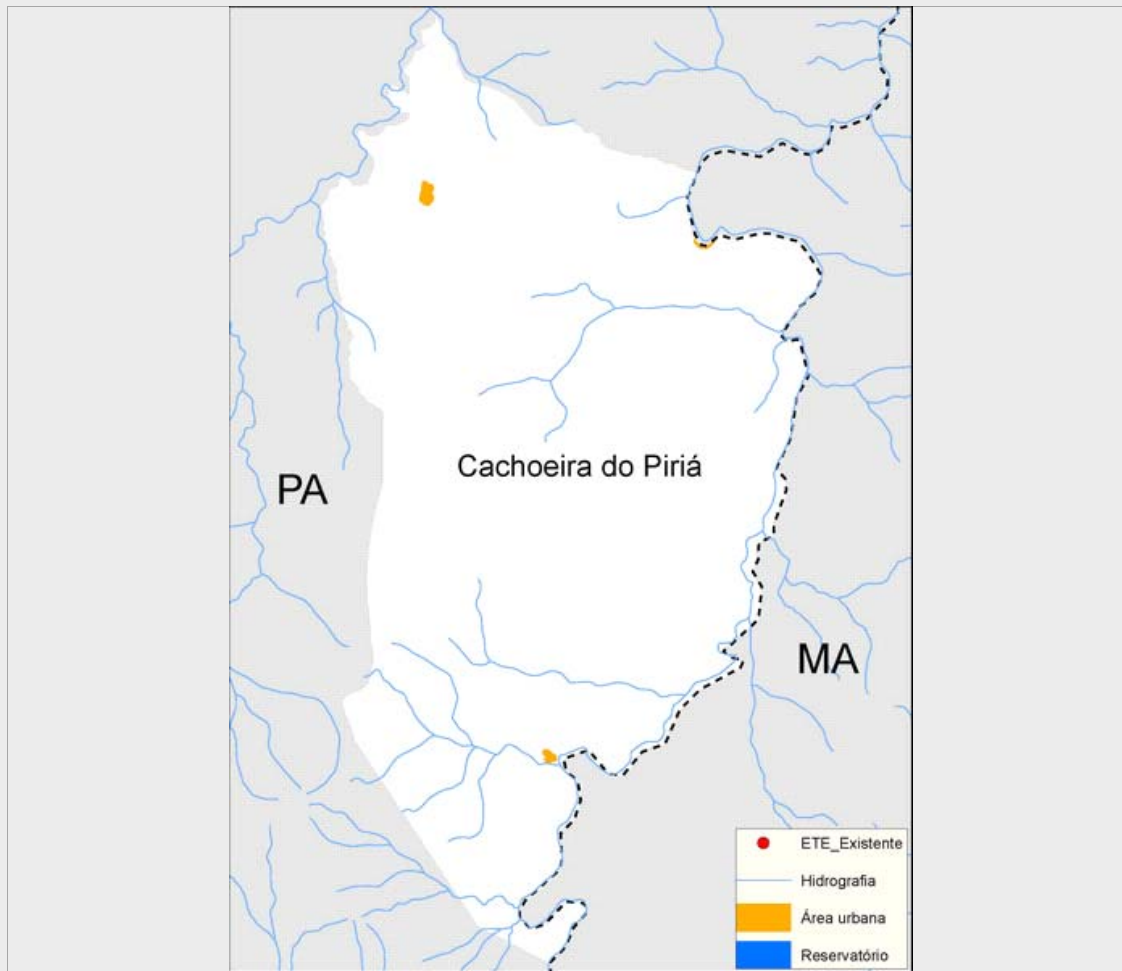 Cachoeira do Piriá
PA
MA
ETE_Existente
Hidrografia
Área urbana
Reservatório